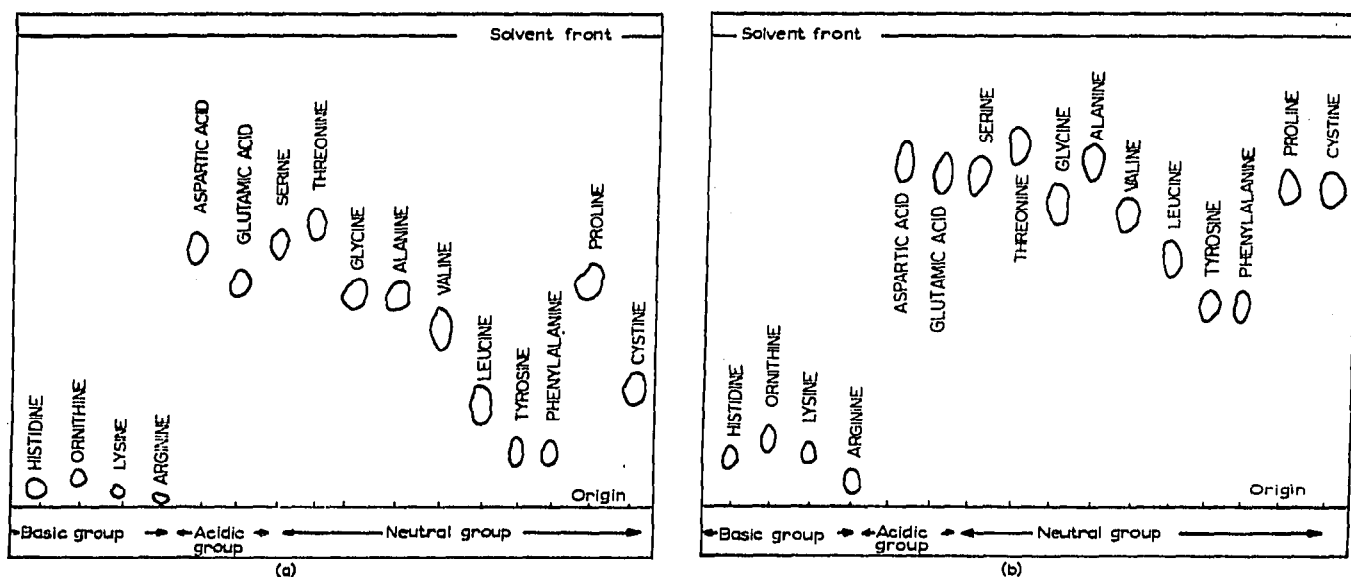 Solvent front
HISTIDINE
ORNITHINE
LYSINE
ARGININE
ASPARTIC ACID
GLUTAMIC ACID
SERINE
THREONINE
GLYCINE
ALANINE
VALINE
LEUCINE
TYROSINE
PHENYLALANINE
PROLINE
CYSTINE
Origin
Basic group
Acidic
group
Neutral group
(a)
Solvent front
HISTIDINE
ORNITHINE
LYSINE
ARGININE
ASPARTIC ACID
GLUTAMIC ACID
SERINE
THREONINE
GLYCINE
ALANINE
VALINE
LEUCINE
TYROSINE
PHENYLALANINE
PROLINE
CYSTINE
Origin
Basic group
Acidic
group
Neutral group
(b)